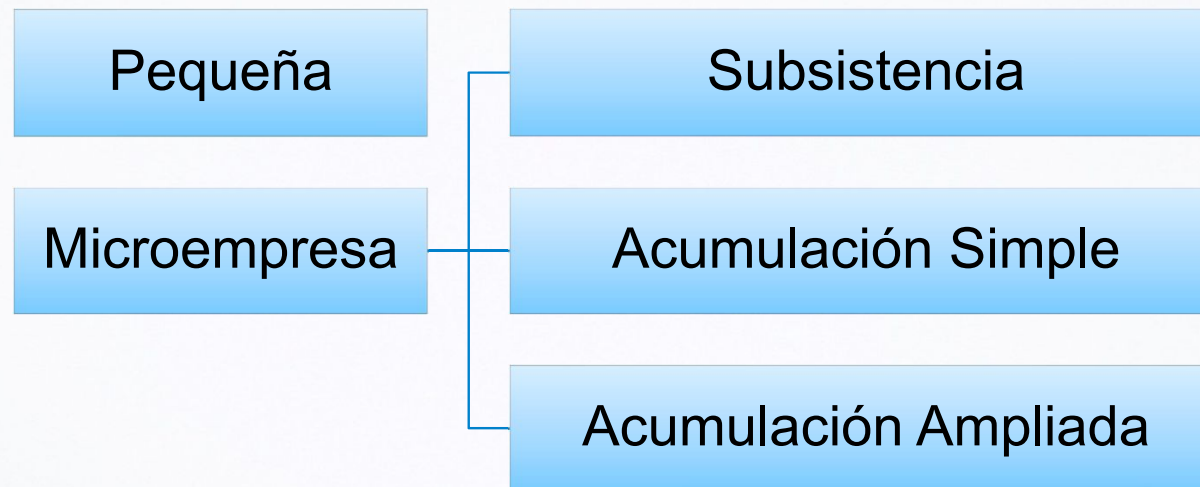 Pequeña
Subsistencia
Microempresa
Acumulación Simple
Acumulación Ampliada